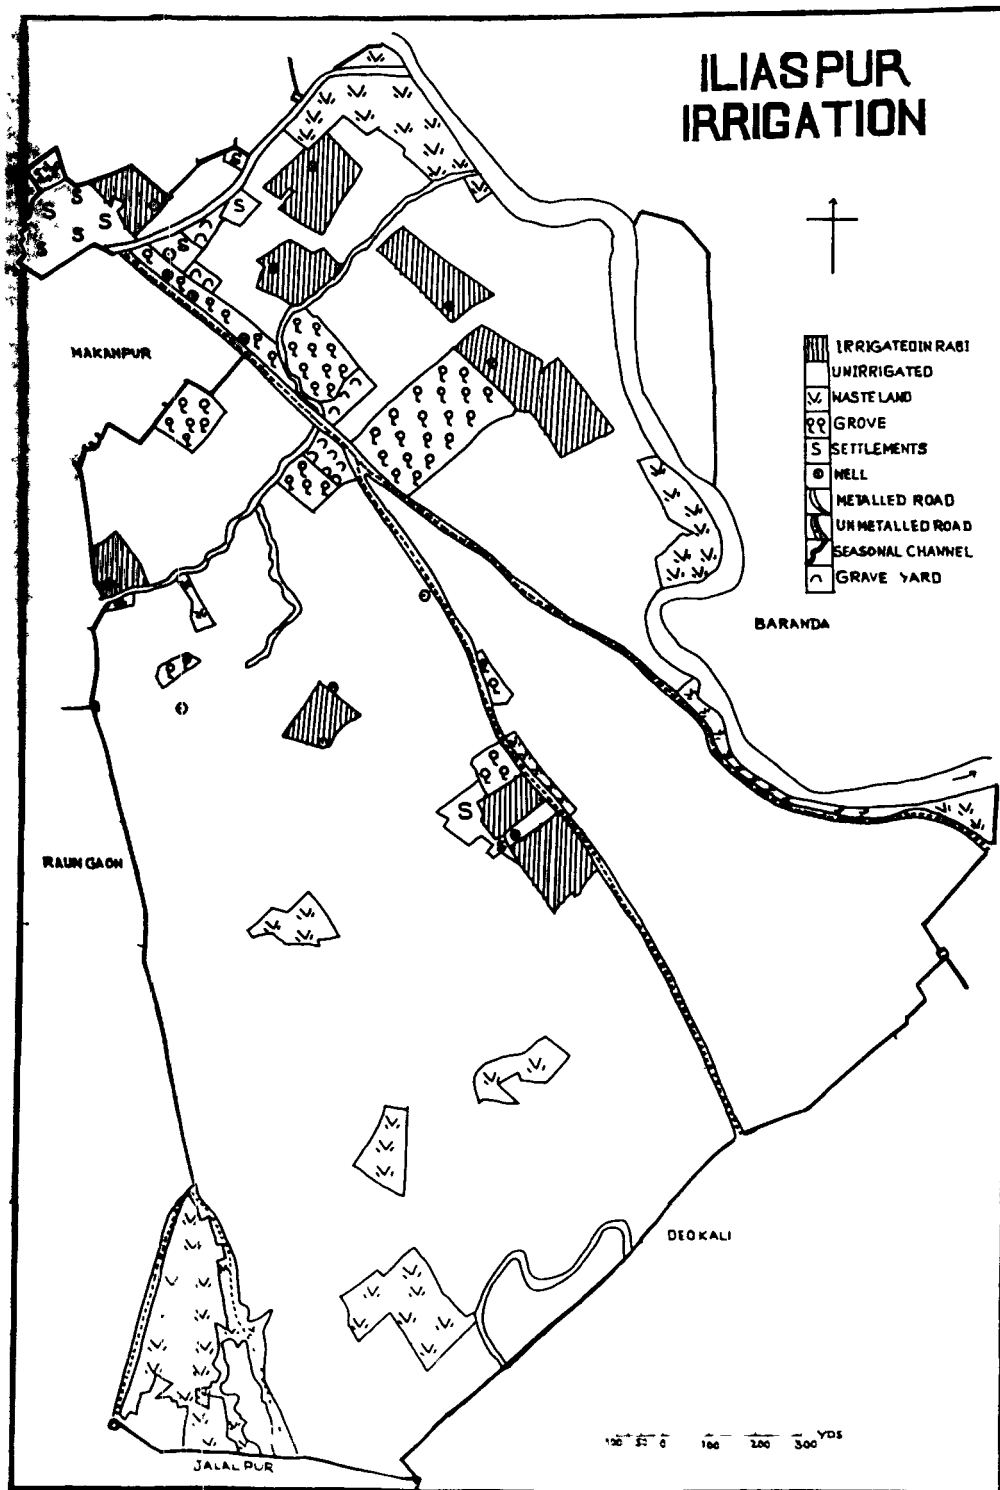 ILIASPUR
IRRIGATION
IRRIGATED IN RABI
UNIRRIGATED
WASTE LAND
GROVE
S SETTLEMENTS
WELL
METALLED ROAD
UNMETALLED ROAD
SEASONAL CHANNEL
GRAVE YARD
MAKANPUR
BARANDA
RAUNGAON
DEOKALI
JALALPUR
S
S
S
S
S
S
S
S
S
100 50 0 100 200 300 YDS